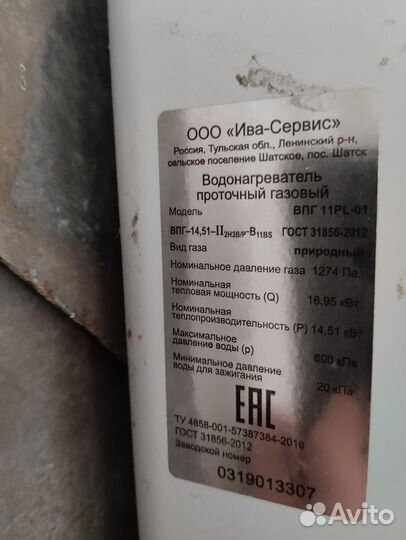 ООО «Ива-Сервис»
Россия, Тульская обл., Ленинский р-н,
сельское поселение Шатское, пос. Шатск
Водонагреватель
проточный газовый
Модель ВПГ 11PL-01
ВПГ-14,51-II2H3B/P-B11BS ГОСТ 31856-2012
Вид газа природный
Номинальное давление газа 1274 Па
Номинальная
тепловая мощность (Q) 16,95 кВт
Номинальная
теплопроизводительность (P) 14,51 кВт
Максимальное
давление воды (p) 600 кПа
Минимальное давление
воды для зажигания 20 кПа
EAC
ТУ 4858-001-57387384-2016
ГОСТ 31856-2012
Заводской номер
0319013307
Avito